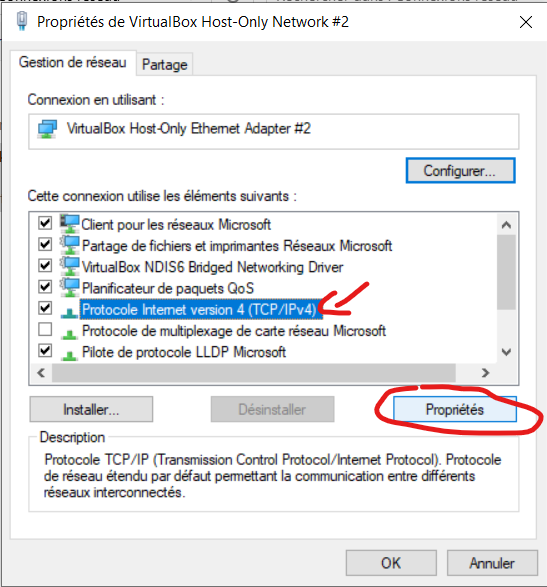 Propriétés de VirtualBox Host-Only Network #2
Gestion de réseau
Partage
Connexion en utilisant :
VirtualBox Host-Only Ethernet Adapter #2
Configurer...
Cette connexion utilise les éléments suivants :
Client pour les réseaux Microsoft
Partage de fichiers et imprimantes Réseaux Microsoft
VirtualBox NDIS6 Bridged Networking Driver
Planificateur de paquets QoS
Protocole Internet version 4 (TCP/IPv4)
Protocole de multiplexage de carte réseau Microsoft
Pilote de protocole LLDP Microsoft
Installer...
Désinstaller
Propriétés
Description
Protocole TCP/IP (Transmission Control Protocol/Internet Protocol). Protocole
de réseau étendu par défaut permettant la communication entre différents
réseaux interconnectés.
OK
Annuler